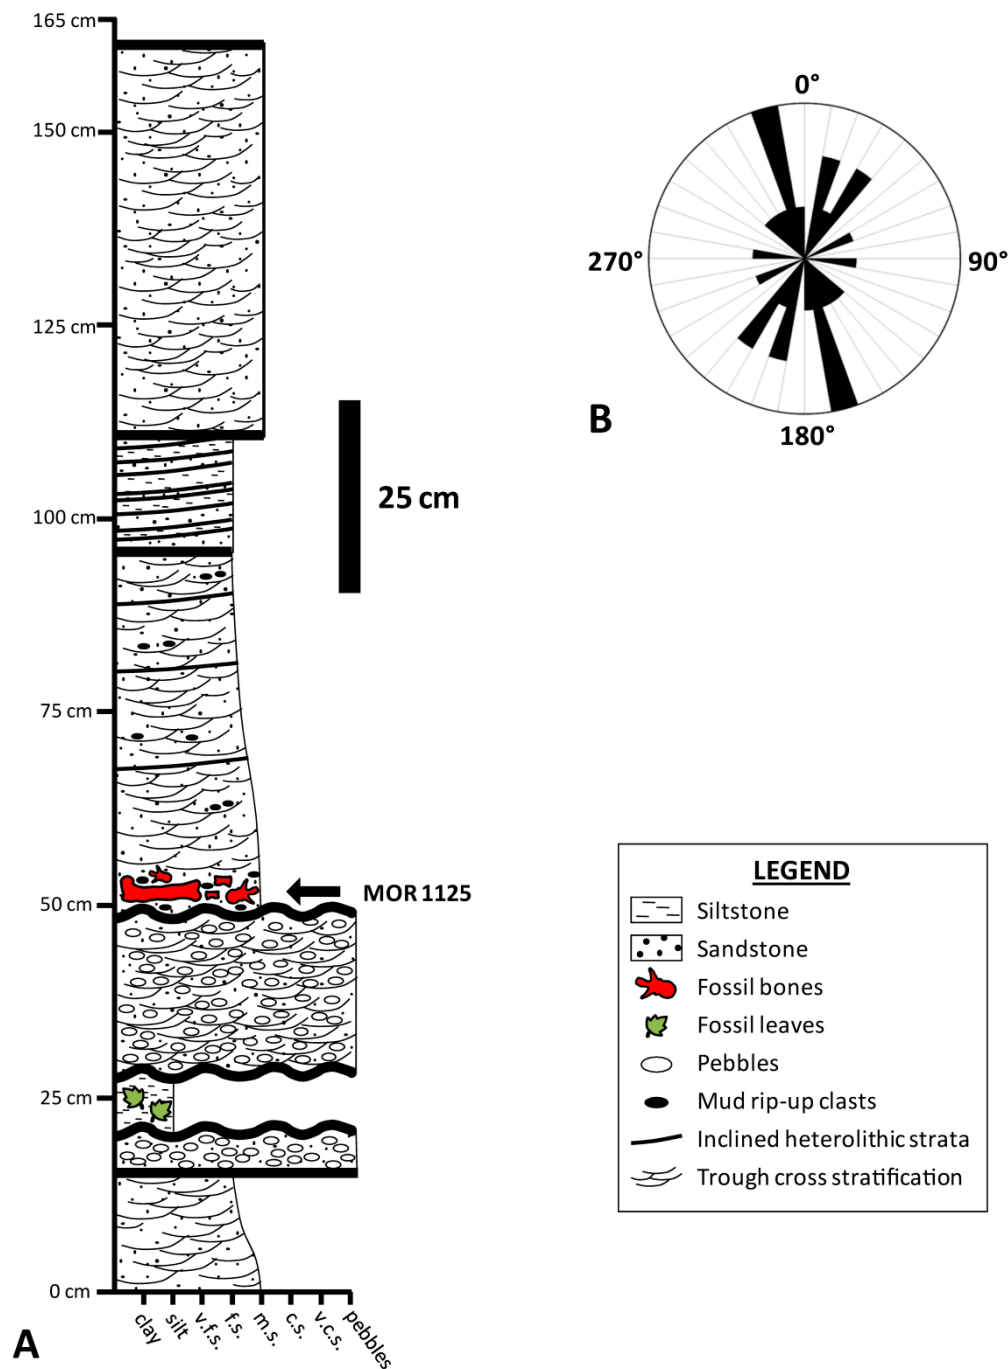 165 cm
150 cm
125 cm
100 cm
75 cm
50 cm
25 cm
0 cm
clay
silt
v.f.s.
f.s.
m.s.
c.s.
v.c.s.
pebbles
A
25 cm
MOR 1125
0°
270°
90°
180°
B
LEGEND
Siltstone
Sandstone
Fossil bones
Fossil leaves
Pebbles
Mud rip-up clasts
Inclined heterolithic strata
Trough cross stratification